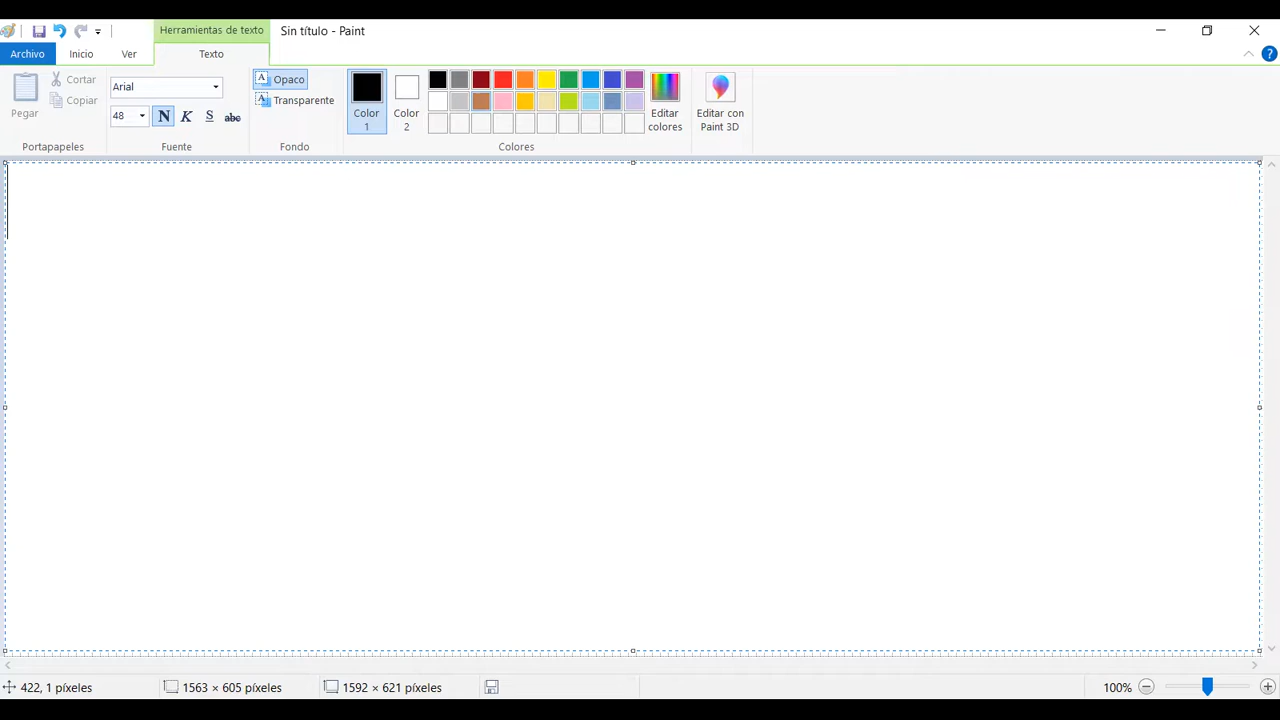 Herramientas de texto
Sin título - Paint
Archivo
Inicio
Ver
Texto
Pegar
Cortar
Copiar
Portapapeles
Arial
48
N K S abc
Fuente
A Opaco
A Transparente
Fondo
Color 1
Color 2
Editar colores
Colores
Editar con Paint 3D
?
422, 1 píxeles
1563 × 605 píxeles
1592 × 621 píxeles
100%